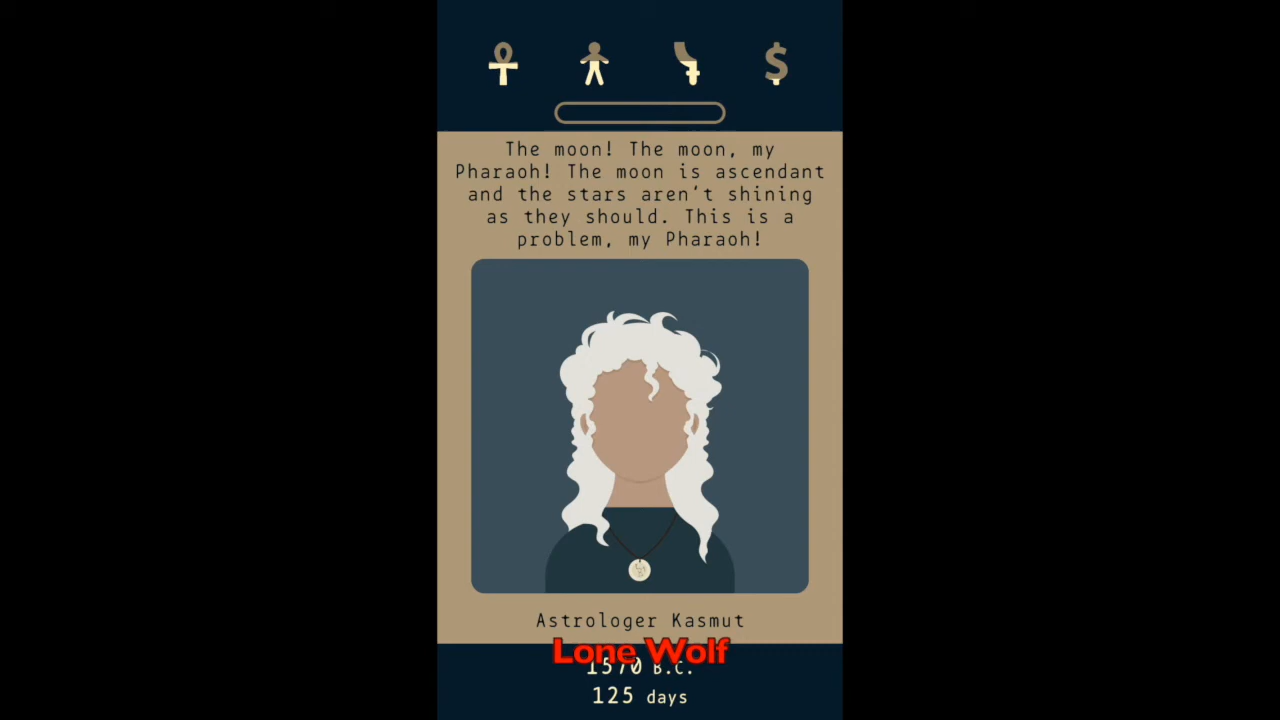 The moon! The moon, my
Pharaoh! The moon is ascendant
and the stars aren't shining
as they should. This is a
problem, my Pharaoh!
Astrologer Kasmut
Lone Wolf
1570 B.C.
125 days